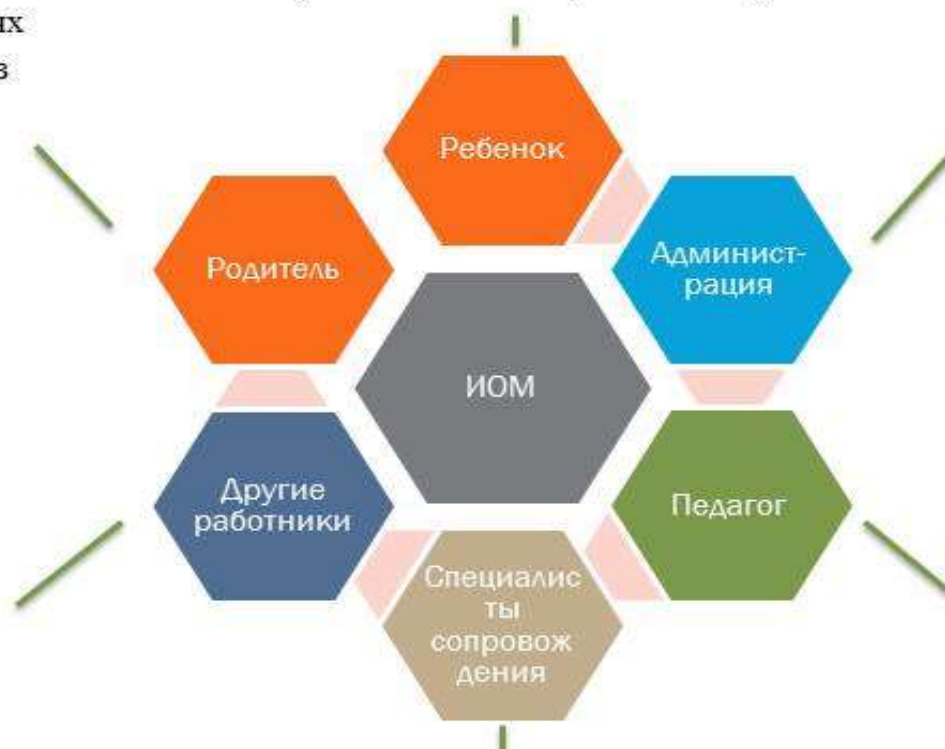 Ребенок
Админист-
рация
Родитель
ИОМ
Другие
работники
Педагог
Специалис
ты
сопровож
дения